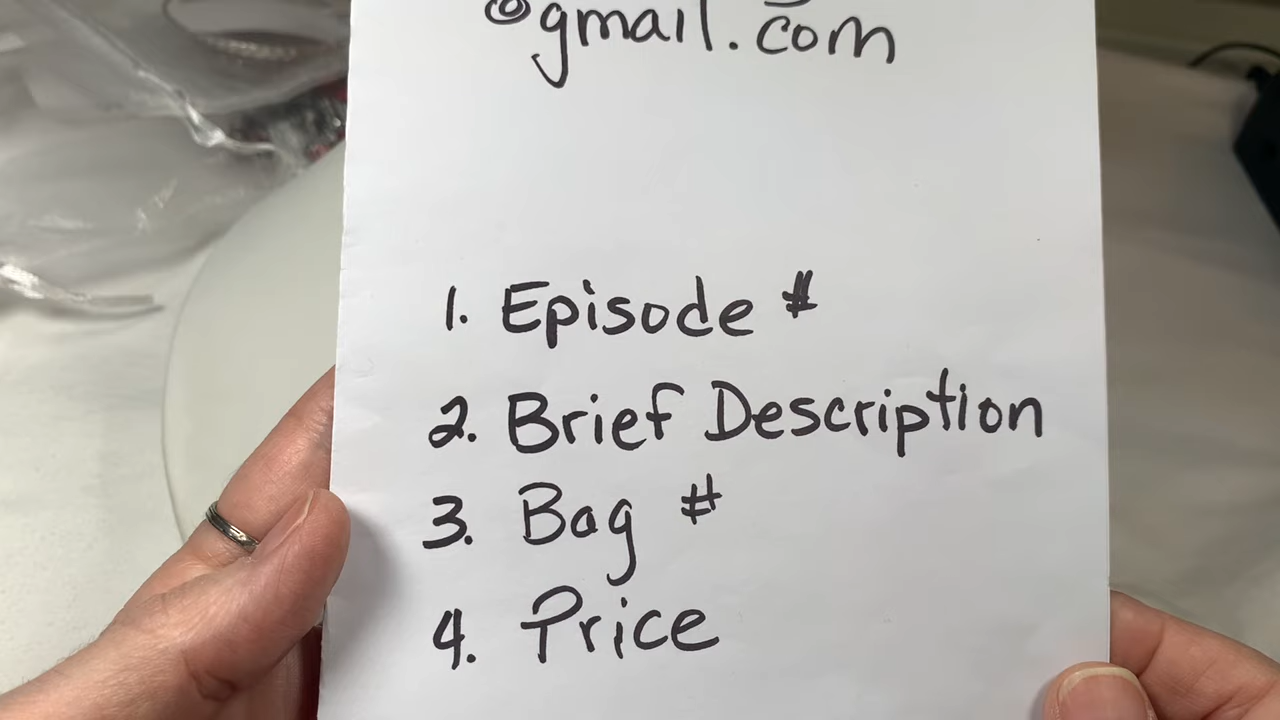 @gmail.com
1. Episode #
2. Brief Description
3. Bag #
4. Price